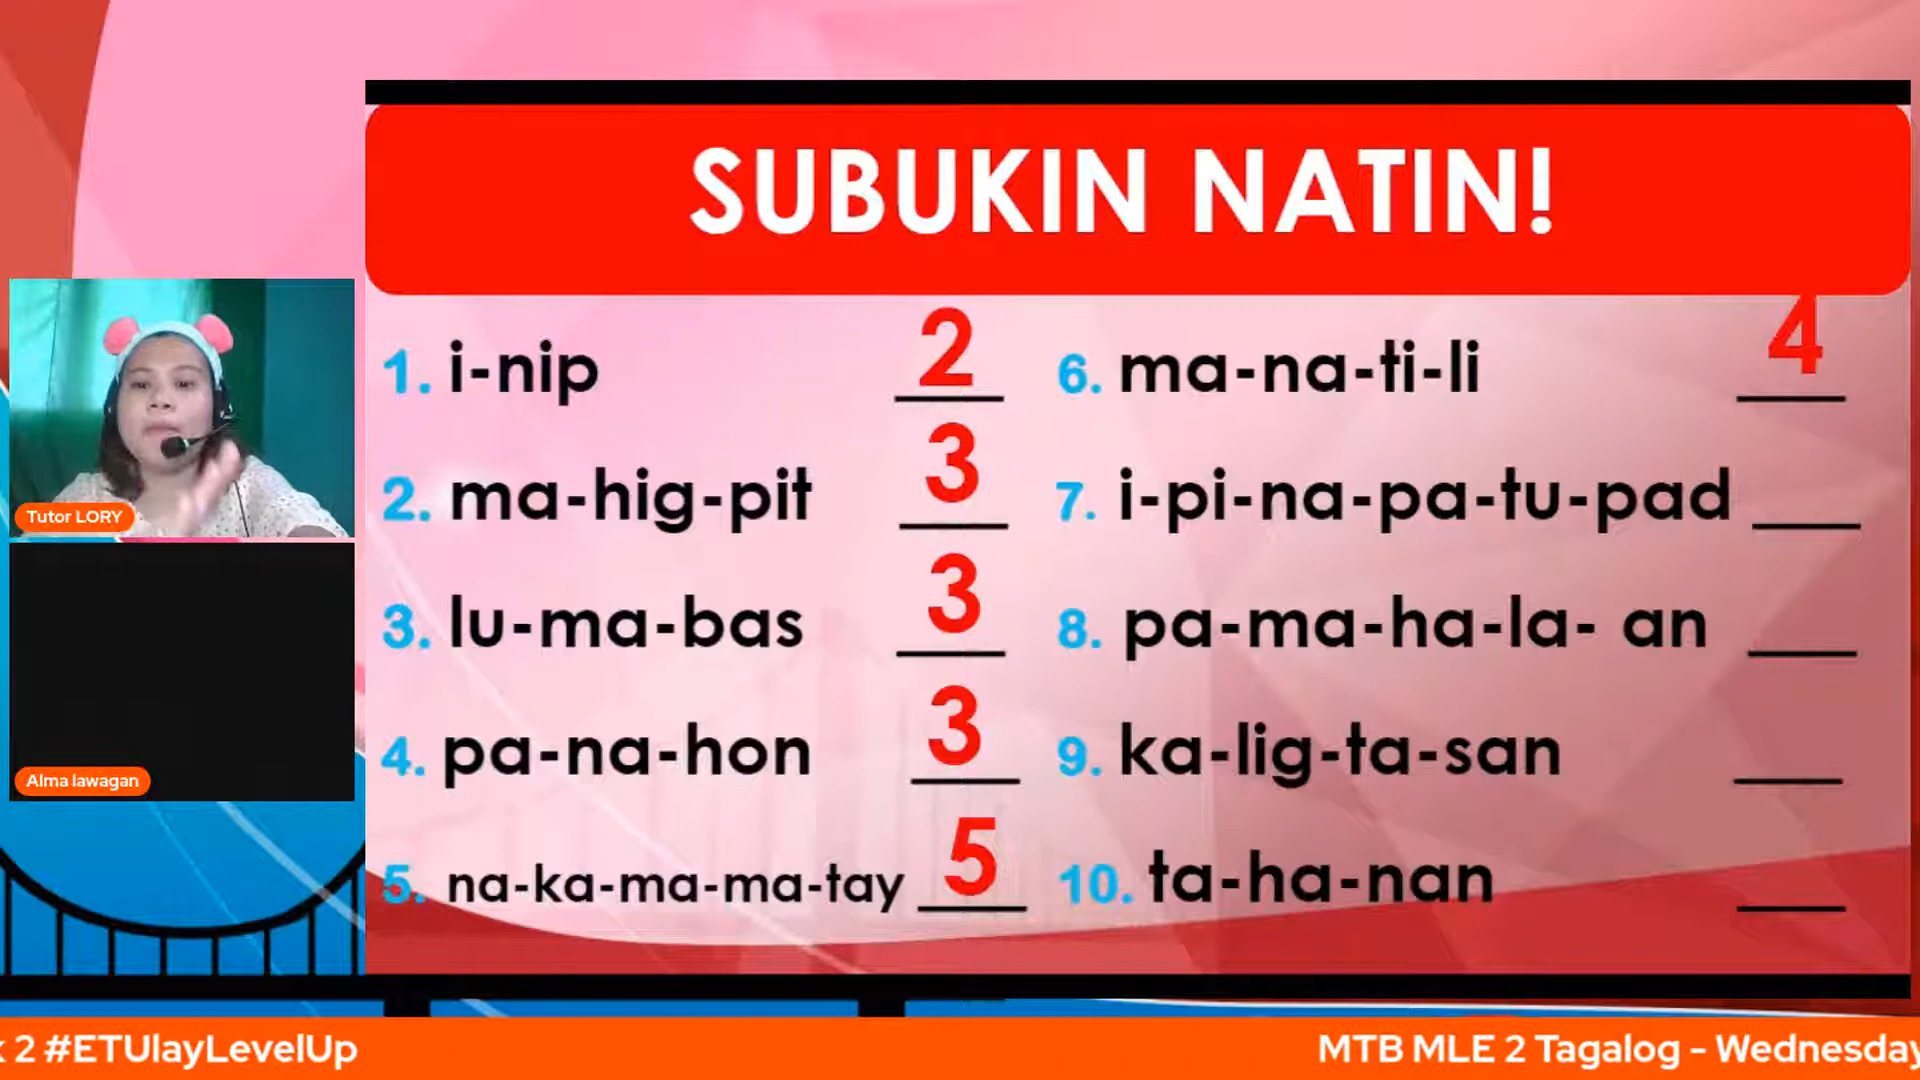 SUBUKIN NATIN!
1. i-nip 2
2. ma-hig-pit 3
3. lu-ma-bas 3
4. pa-na-hon 3
5. na-ka-ma-ma-tay 5
6. ma-na-ti-li 4
7. i-pi-na-pa-tu-pad
8. pa-ma-ha-la- an
9. ka-lig-ta-san
10. ta-ha-nan
Tutor LORY
Alma lawagan
2 #ETUlayLevelUp
MTB MLE 2 Tagalog - Wednesday